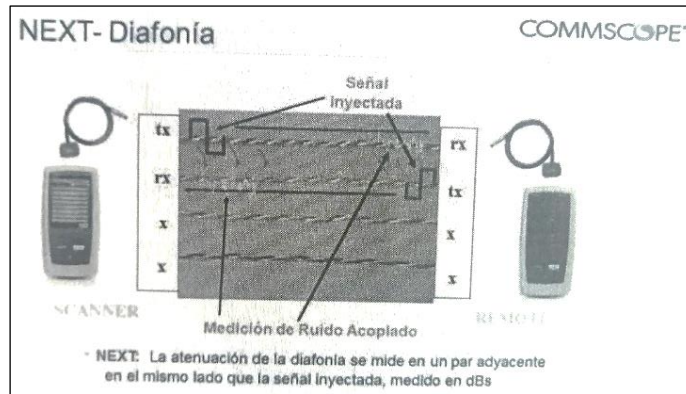 NEXT- Diafonía
COMMSCOPE®
Señal
Inyectada
tx
rx
rx
tx
x
x
x
x
SCANNER
REMOTE
Medición de Ruido Acoplado
- NEXT: La atenuación de la diafonía se mide en un par adyacente
en el mismo lado que la señal inyectada, medido en dBs